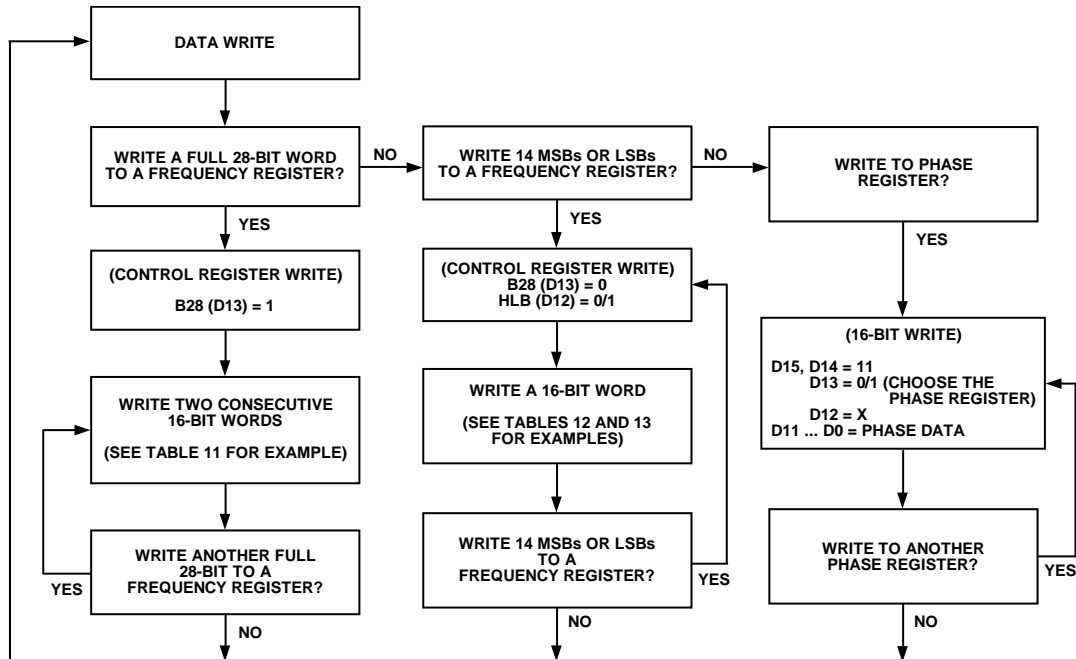 DATA WRITE
WRITE A FULL 28-BIT WORD
TO A FREQUENCY REGISTER?
NO
WRITE 14 MSBs OR LSBs
TO A FREQUENCY REGISTER?
NO
WRITE TO PHASE
REGISTER?
YES
YES
YES
(CONTROL REGISTER WRITE)
B28 (D13) = 1
(CONTROL REGISTER WRITE)
B28 (D13) = 0
HLB (D12) = 0/1
(16-BIT WRITE)
D15, D14 = 11
D13 = 0/1 (CHOOSE THE
PHASE REGISTER)
D12 = X
D11 ... D0 = PHASE DATA
WRITE TWO CONSECUTIVE
16-BIT WORDS
(SEE TABLE 11 FOR EXAMPLE)
WRITE A 16-BIT WORD
(SEE TABLES 12 AND 13
FOR EXAMPLES)
WRITE ANOTHER FULL
28-BIT TO A
FREQUENCY REGISTER?
YES
WRITE 14 MSBs OR LSBs
TO A
FREQUENCY REGISTER?
YES
WRITE TO ANOTHER
PHASE REGISTER?
YES
NO
NO
NO